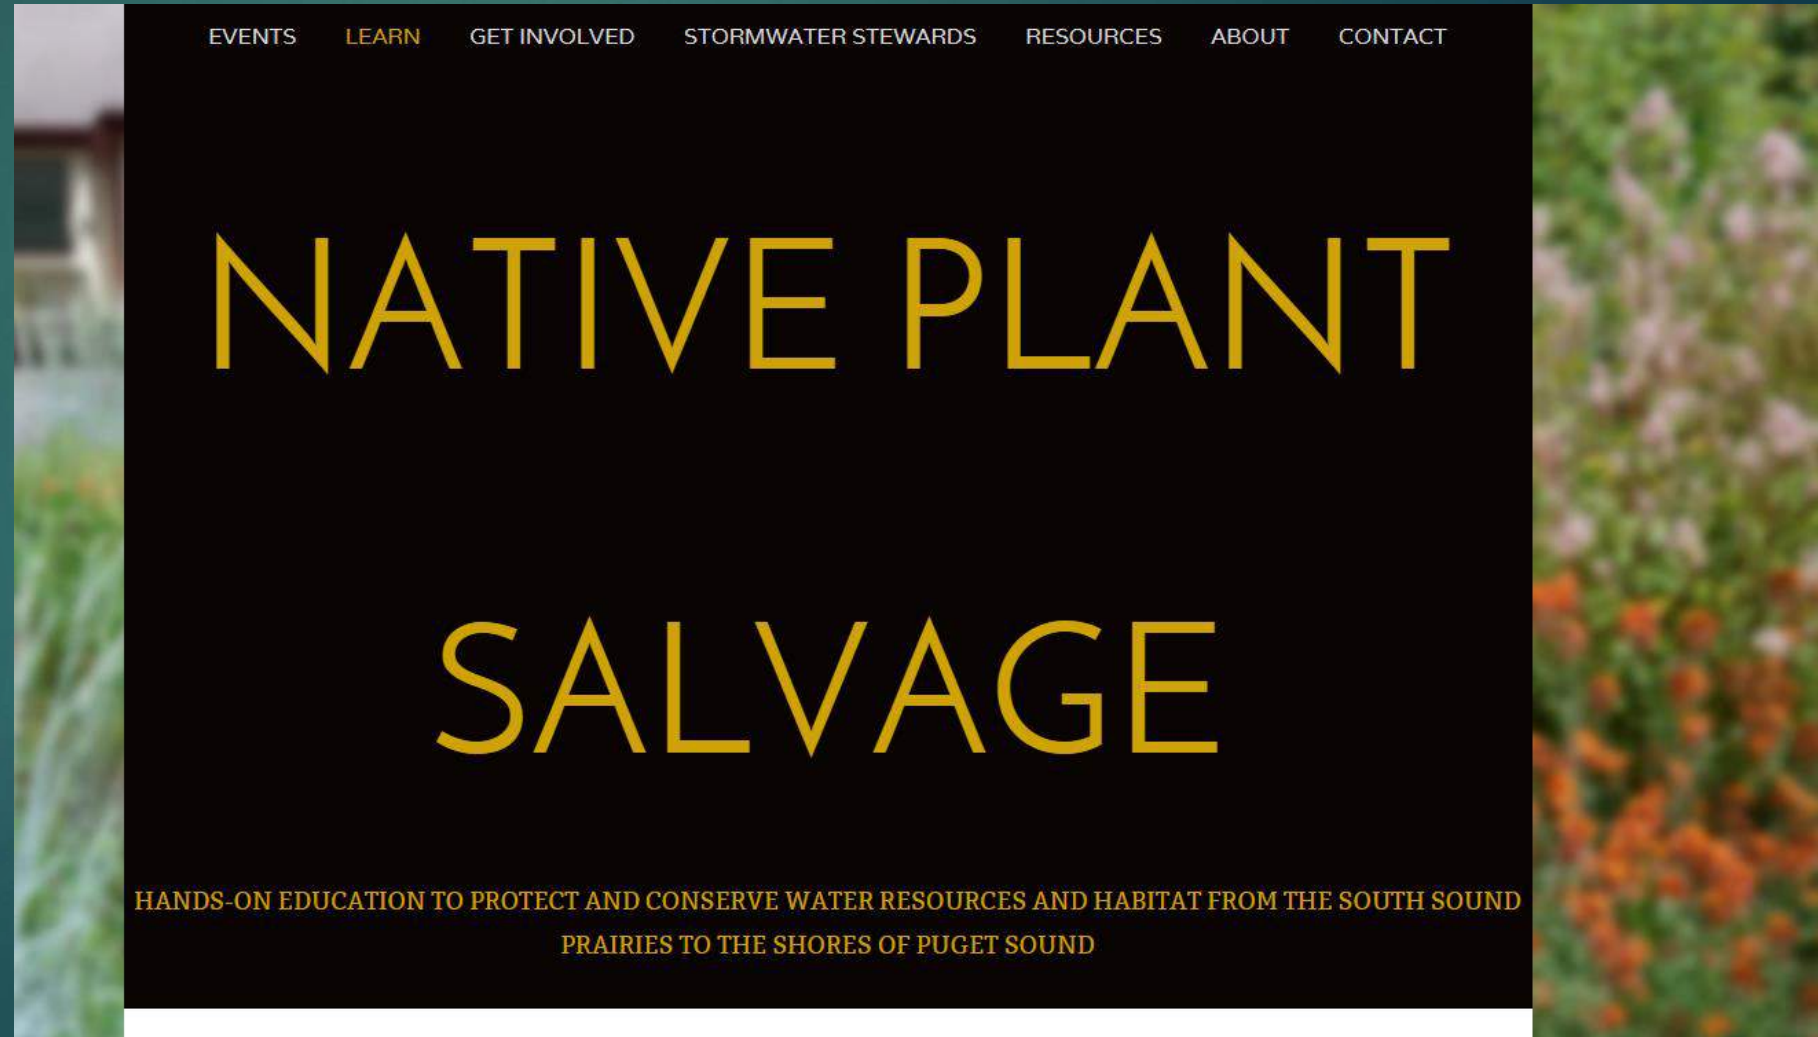 EVENTS LEARN GET INVOLVED STORMWATER STEWARDS RESOURCES ABOUT CONTACT
NATIVE PLANT
SALVAGE
HANDS-ON EDUCATION TO PROTECT AND CONSERVE WATER RESOURCES AND HABITAT FROM THE SOUTH SOUND
PRAIRIES TO THE SHORES OF PUGET SOUND